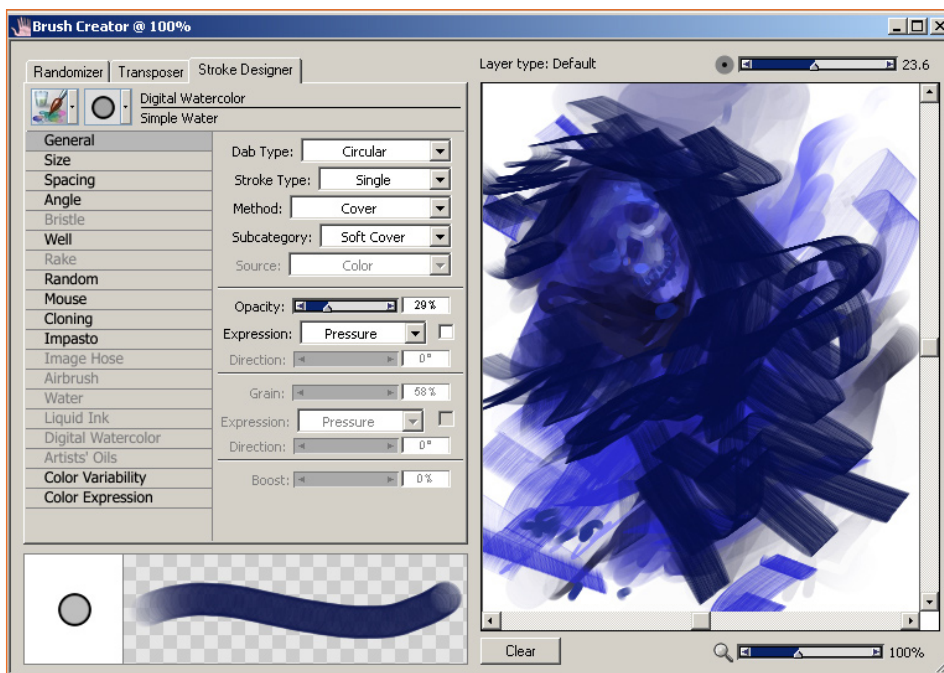 Brush Creator @ 100%
Randomizer Transposer Stroke Designer
Layer type: Default 23.6
Digital Watercolor
Simple Water
General
Size
Spacing
Angle
Bristle
Well
Rake
Random
Mouse
Cloning
Impasto
Image Hose
Airbrush
Water
Liquid Ink
Digital Watercolor
Artists' Oils
Color Variability
Color Expression
Dab Type: Circular
Stroke Type: Single
Method: Cover
Subcategory: Soft Cover
Source: Color
Opacity: 29%
Expression: Pressure
Direction: 0°
Grain: 58%
Expression: Pressure
Direction: 0°
Boost: 0%
Clear 100%